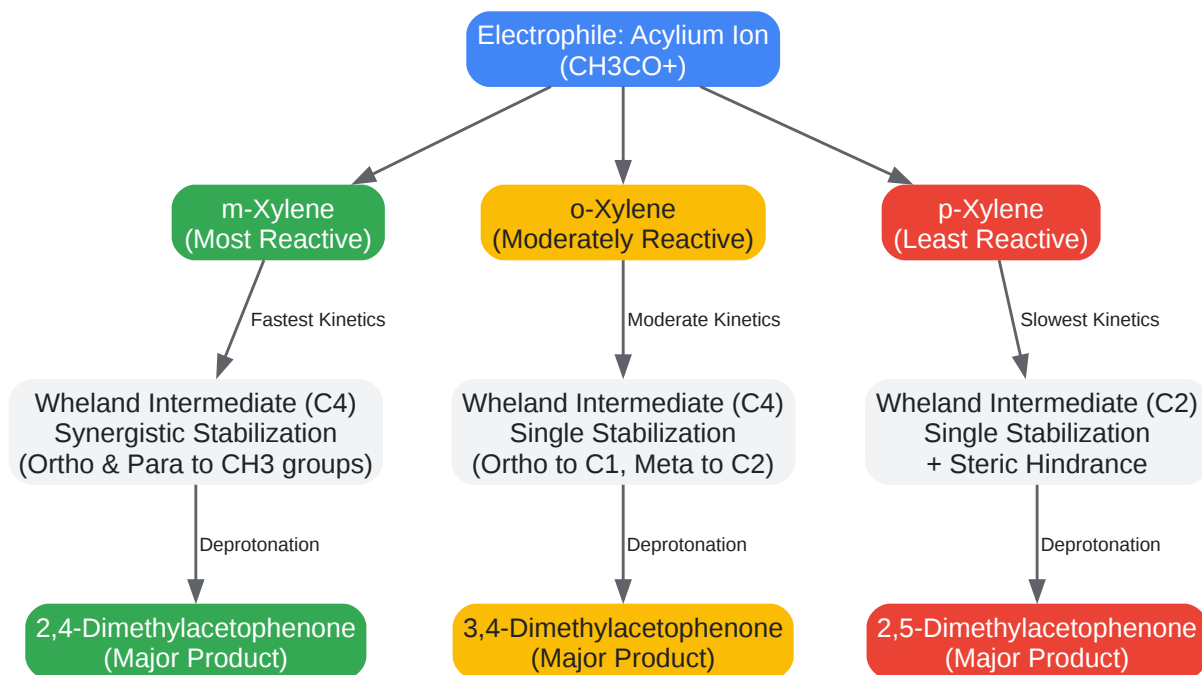 Electrophile: Acylium Ion
(CH3CO+)
m-Xylene
(Most Reactive)
o-Xylene
(Moderately Reactive)
p-Xylene
(Least Reactive)
Fastest Kinetics
Moderate Kinetics
Slowest Kinetics
Wheland Intermediate (C4)
Synergistic Stabilization
(Ortho & Para to CH3 groups)
Wheland Intermediate (C4)
Single Stabilization
(Ortho to C1, Meta to C2)
Wheland Intermediate (C2)
Single Stabilization
+ Steric Hindrance
Deprotonation
Deprotonation
Deprotonation
2,4-Dimethylacetophenone
(Major Product)
3,4-Dimethylacetophenone
(Major Product)
2,5-Dimethylacetophenone
(Major Product)